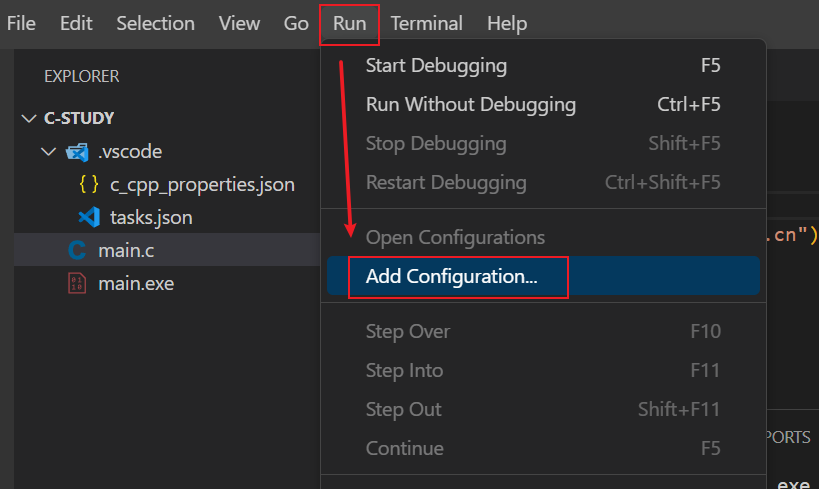 File Edit Selection View Go Run Terminal Help
EXPLORER
C-STUDY
.vscode
{ } c_cpp_properties.json
tasks.json
C main.c
main.exe
Start Debugging F5
Run Without Debugging Ctrl+F5
Stop Debugging Shift+F5
Restart Debugging Ctrl+Shift+F5
Open Configurations
Add Configuration...
Step Over F10
Step Into F11
Step Out Shift+F11
Continue F5
.cn")
PORTS
.exe